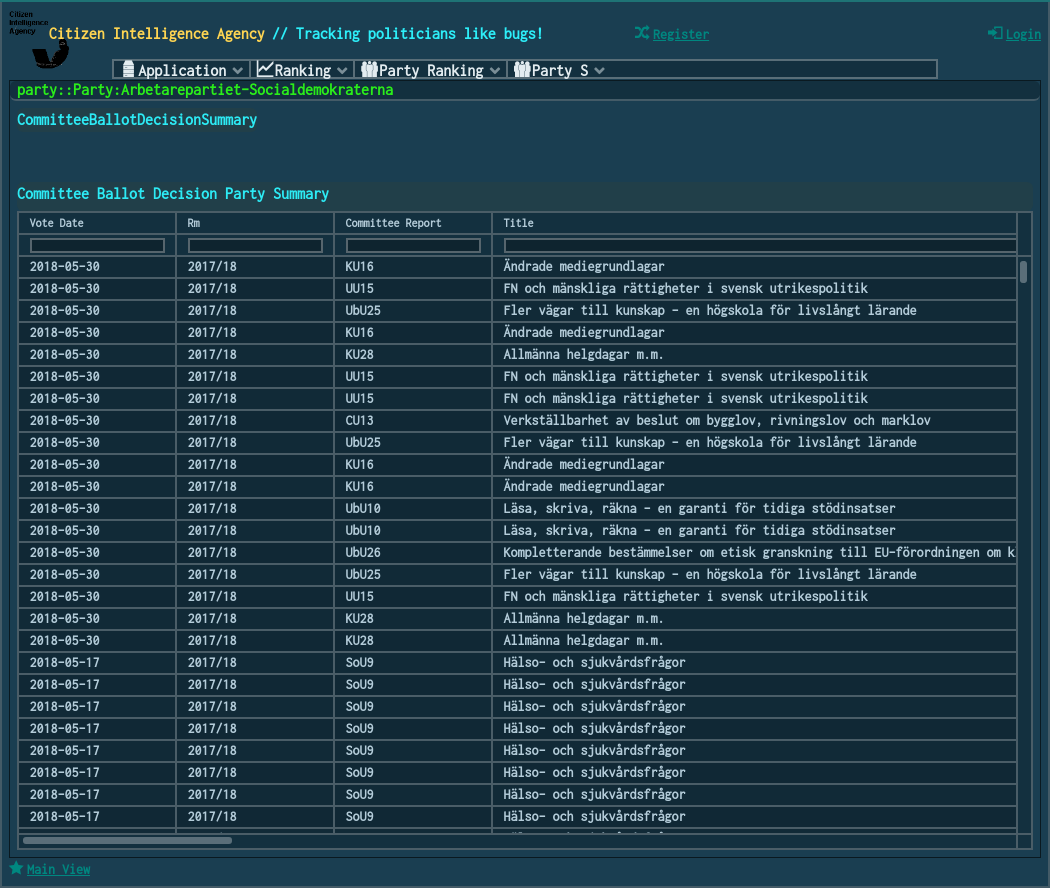 Citizen
Intelligence
Agency
Citizen Intelligence Agency // Tracking politicians like bugs!
Register
Login
Application Ranking Party Ranking Party S
party::Party:Arbetarepartiet-Socialdemokraterna
CommitteeBallotDecisionSummary
Committee Ballot Decision Party Summary
Vote Date Rm Committee Report Title
2018-05-30 2017/18 KU16 Ändrade mediegrundlagar
2018-05-30 2017/18 UU15 FN och mänskliga rättigheter i svensk utrikespolitik
2018-05-30 2017/18 UbU25 Fler vägar till kunskap - en högskola för livslångt lärande
2018-05-30 2017/18 KU16 Ändrade mediegrundlagar
2018-05-30 2017/18 KU28 Allmänna helgdagar m.m.
2018-05-30 2017/18 UU15 FN och mänskliga rättigheter i svensk utrikespolitik
2018-05-30 2017/18 UU15 FN och mänskliga rättigheter i svensk utrikespolitik
2018-05-30 2017/18 CU13 Verkställbarhet av beslut om bygglov, rivningslov och marklov
2018-05-30 2017/18 UbU25 Fler vägar till kunskap - en högskola för livslångt lärande
2018-05-30 2017/18 KU16 Ändrade mediegrundlagar
2018-05-30 2017/18 KU16 Ändrade mediegrundlagar
2018-05-30 2017/18 UbU10 Läsa, skriva, räkna - en garanti för tidiga stödinsatser
2018-05-30 2017/18 UbU10 Läsa, skriva, räkna - en garanti för tidiga stödinsatser
2018-05-30 2017/18 UbU26 Kompletterande bestämmelser om etisk granskning till EU-förordningen om k
2018-05-30 2017/18 UbU25 Fler vägar till kunskap - en högskola för livslångt lärande
2018-05-30 2017/18 UU15 FN och mänskliga rättigheter i svensk utrikespolitik
2018-05-30 2017/18 KU28 Allmänna helgdagar m.m.
2018-05-30 2017/18 KU28 Allmänna helgdagar m.m.
2018-05-17 2017/18 SoU9 Hälso- och sjukvårdsfrågor
2018-05-17 2017/18 SoU9 Hälso- och sjukvårdsfrågor
2018-05-17 2017/18 SoU9 Hälso- och sjukvårdsfrågor
2018-05-17 2017/18 SoU9 Hälso- och sjukvårdsfrågor
2018-05-17 2017/18 SoU9 Hälso- och sjukvårdsfrågor
2018-05-17 2017/18 SoU9 Hälso- och sjukvårdsfrågor
2018-05-17 2017/18 SoU9 Hälso- och sjukvårdsfrågor
2018-05-17 2017/18 SoU9 Hälso- och sjukvårdsfrågor
Main View